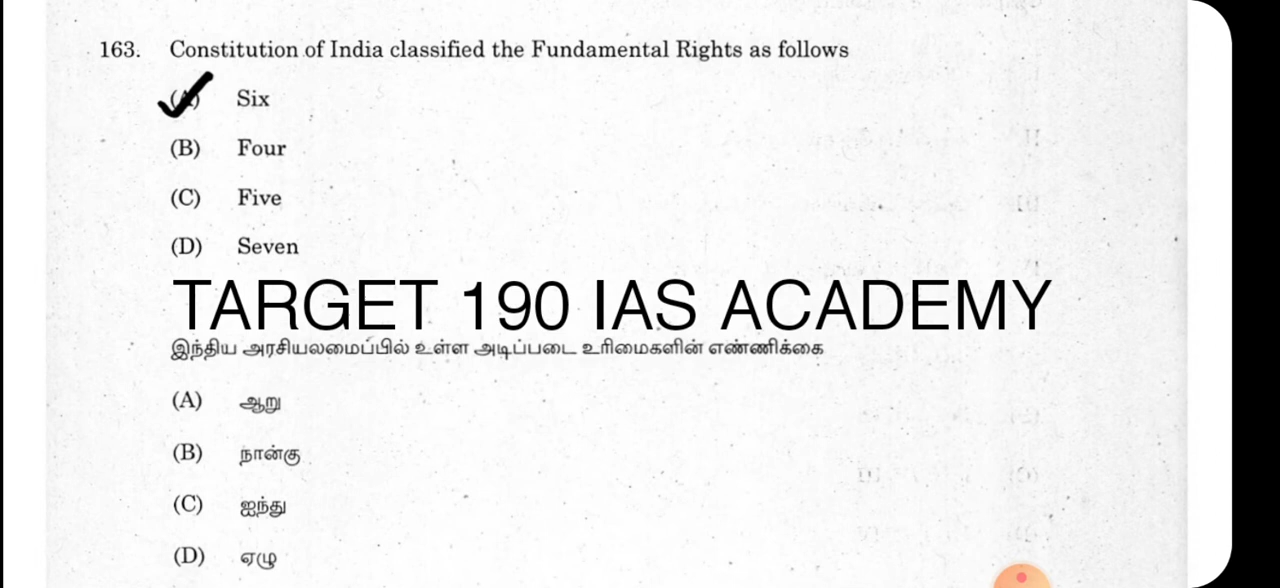 163. Constitution of India classified the Fundamental Rights as follows
(A) Six
(B) Four
(C) Five
(D) Seven
TARGET 190 IAS ACADEMY
இந்திய அரசியலமைப்பில் உள்ள அடிப்படை உரிமைகளின் எண்ணிக்கை
(A) ஆறு
(B) நான்கு
(C) ஐந்து
(D) ஏழு